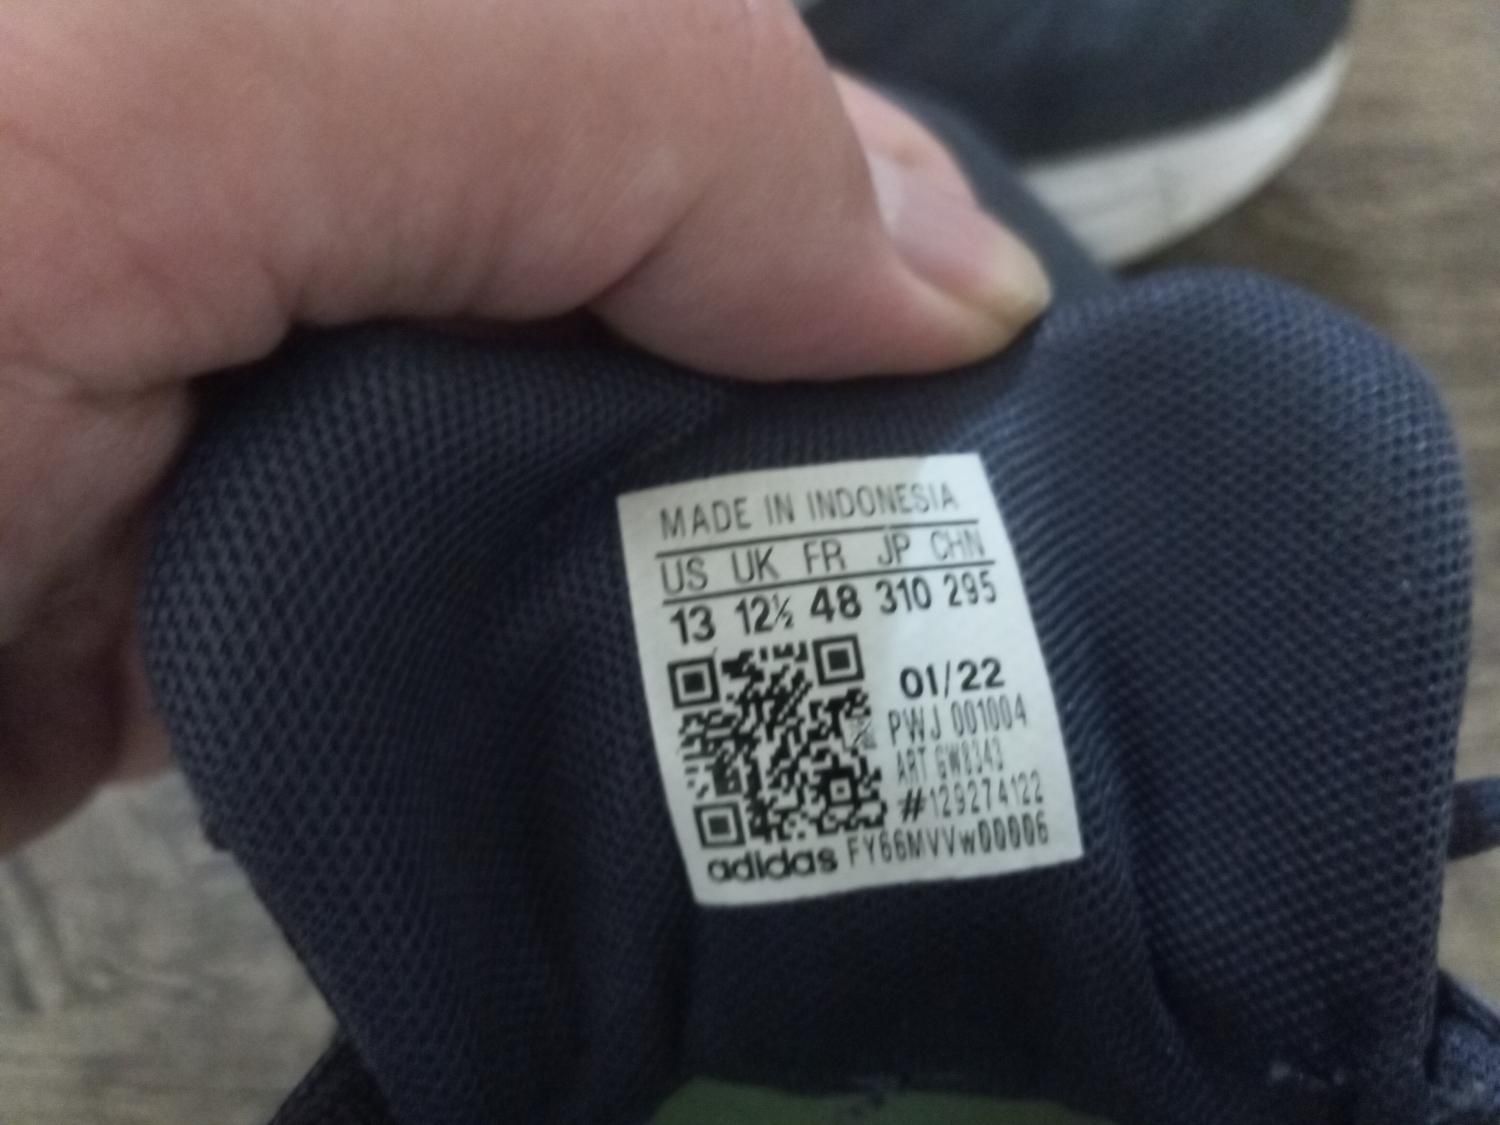 MADE IN INDONESIA
US UK FR JP CHN
13 12½ 48 310 295
01/22
PWJ 001004
ART GW8343
#129274122
adidas FY66MVVw00006